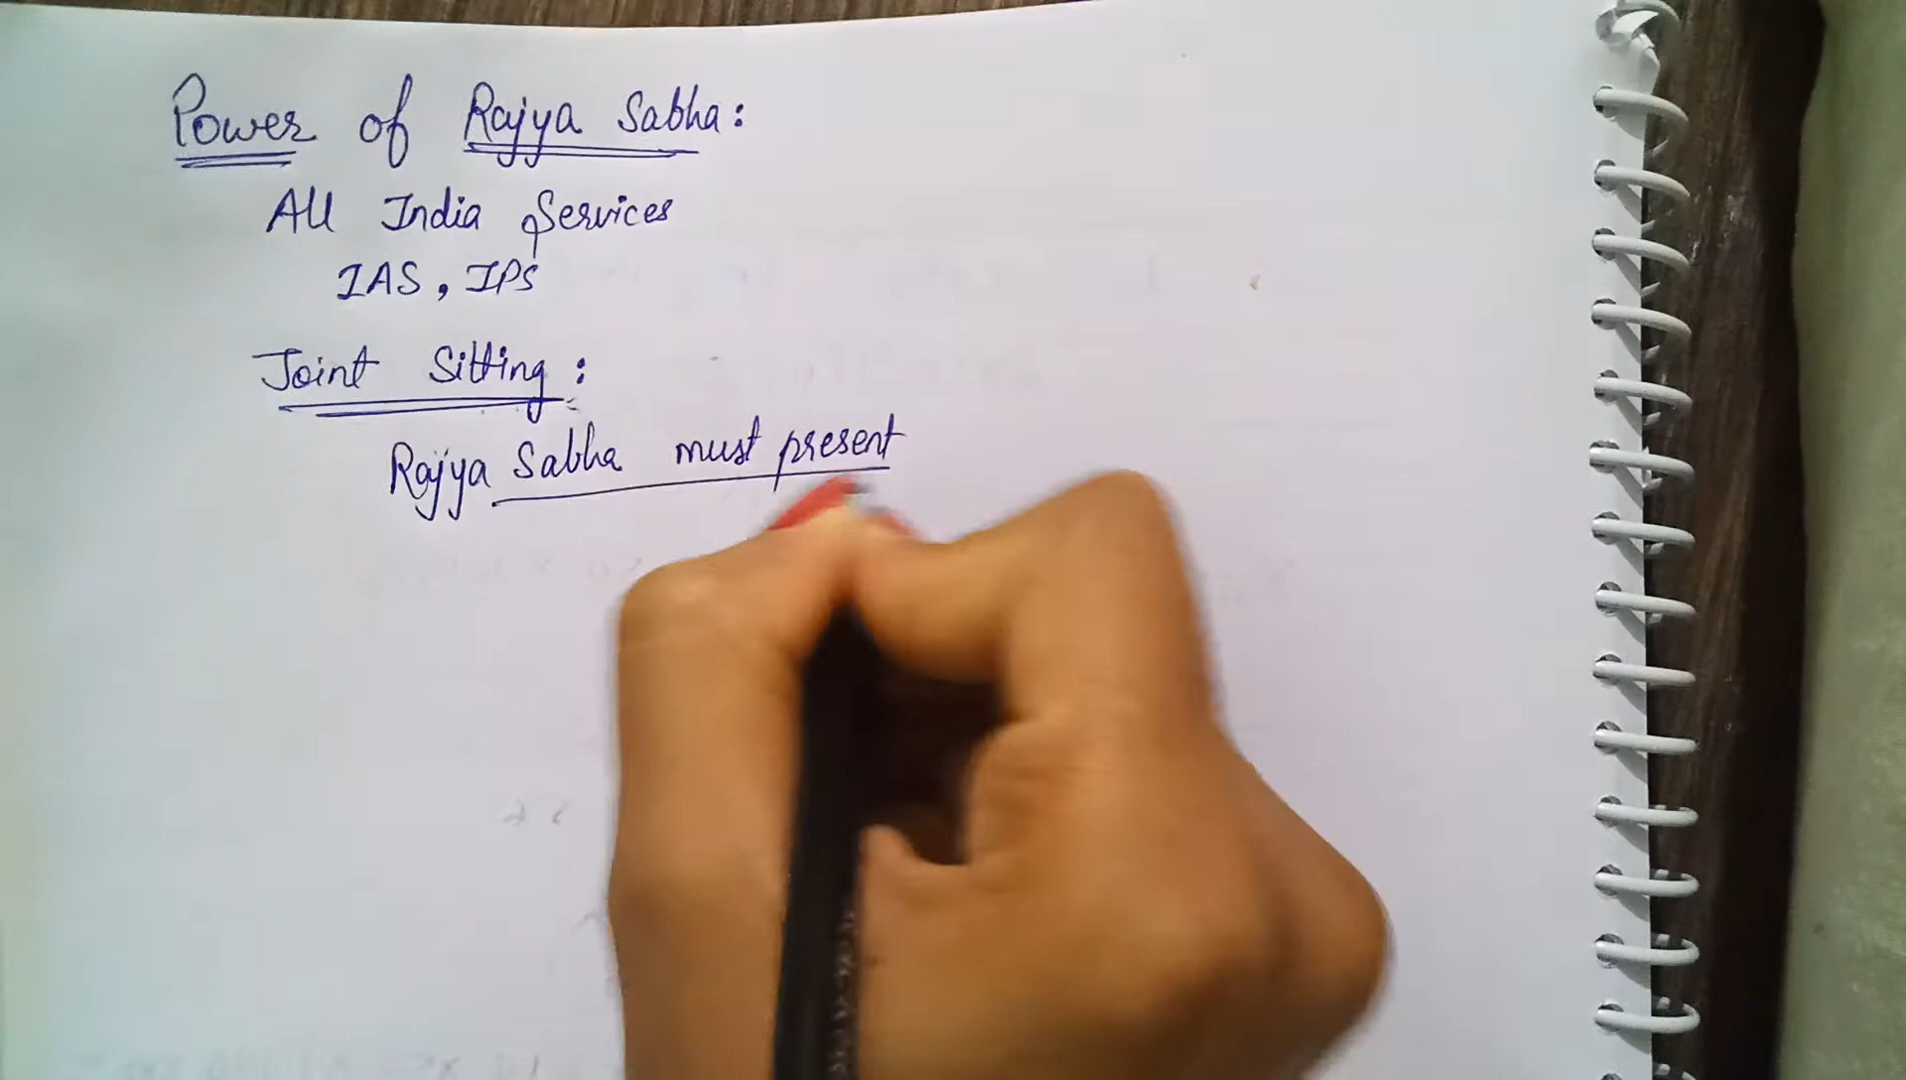 Power of Rajya Sabha:
All India Services
IAS, IPS
Joint Sitting:
Rajya Sabha must present